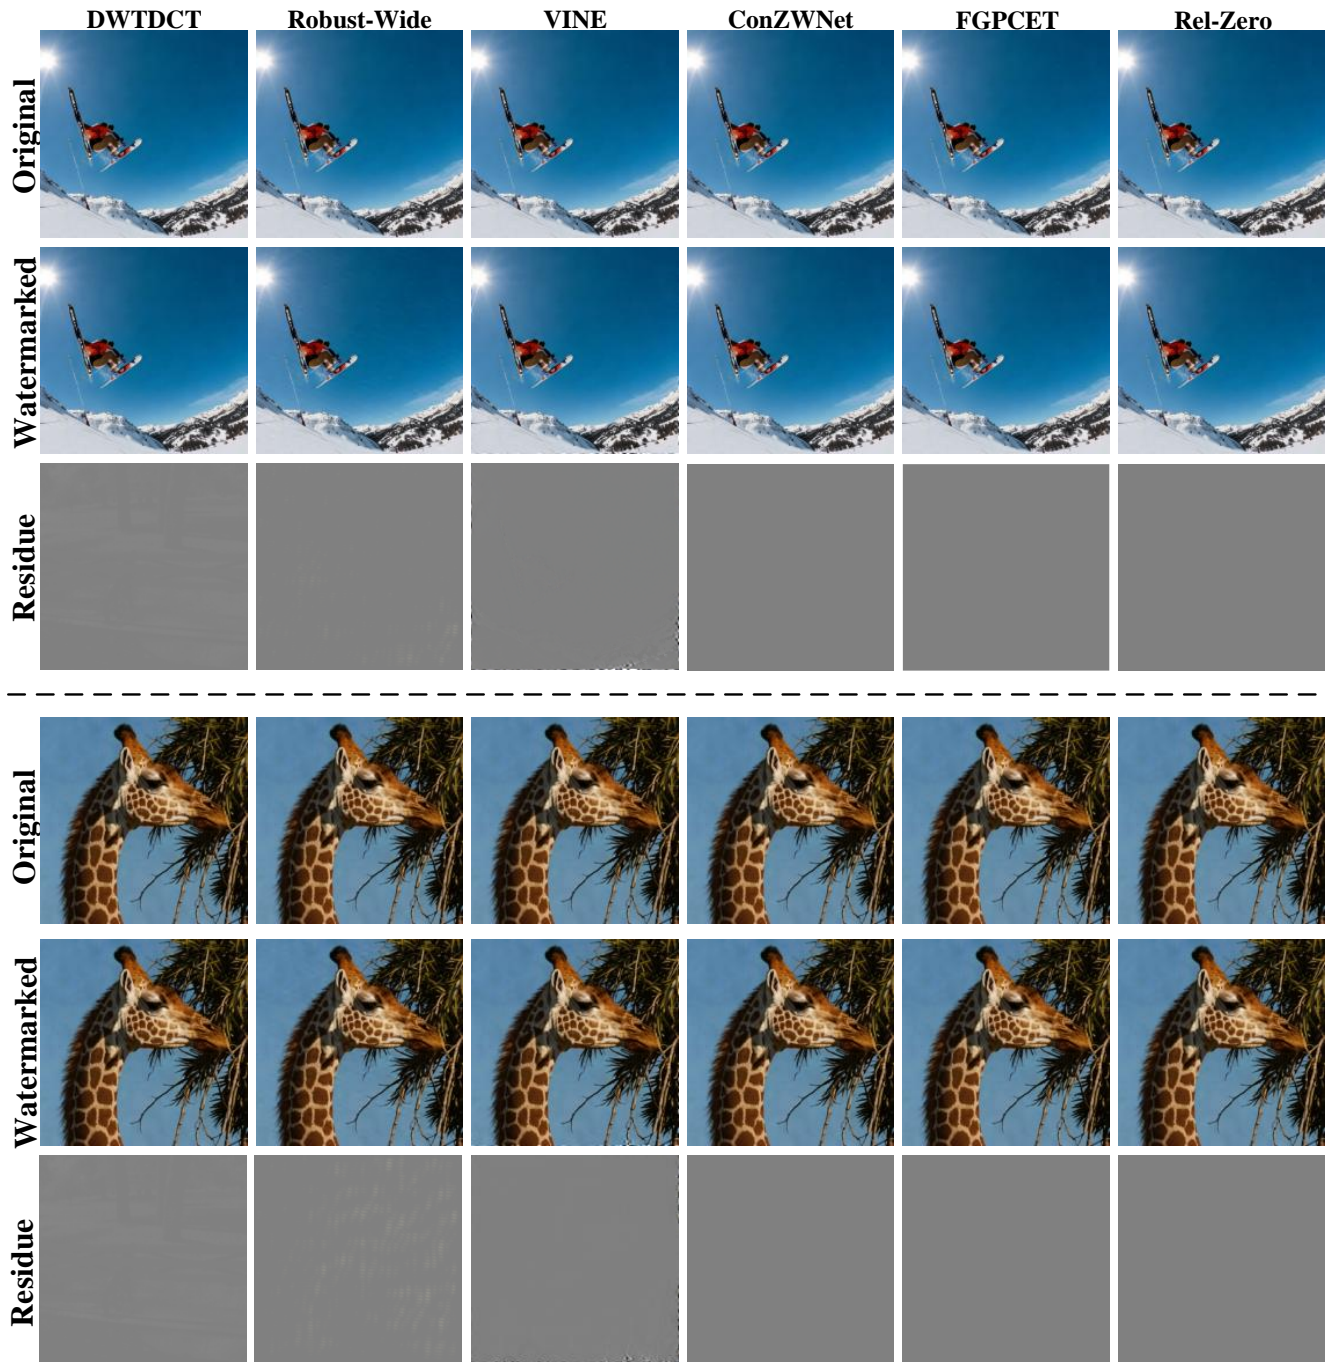 DWTDCT Robust-Wide VINE ConZWNet FGPCET Rel-Zero
Original
Watermarked
Residue
Original
Watermarked
Residue